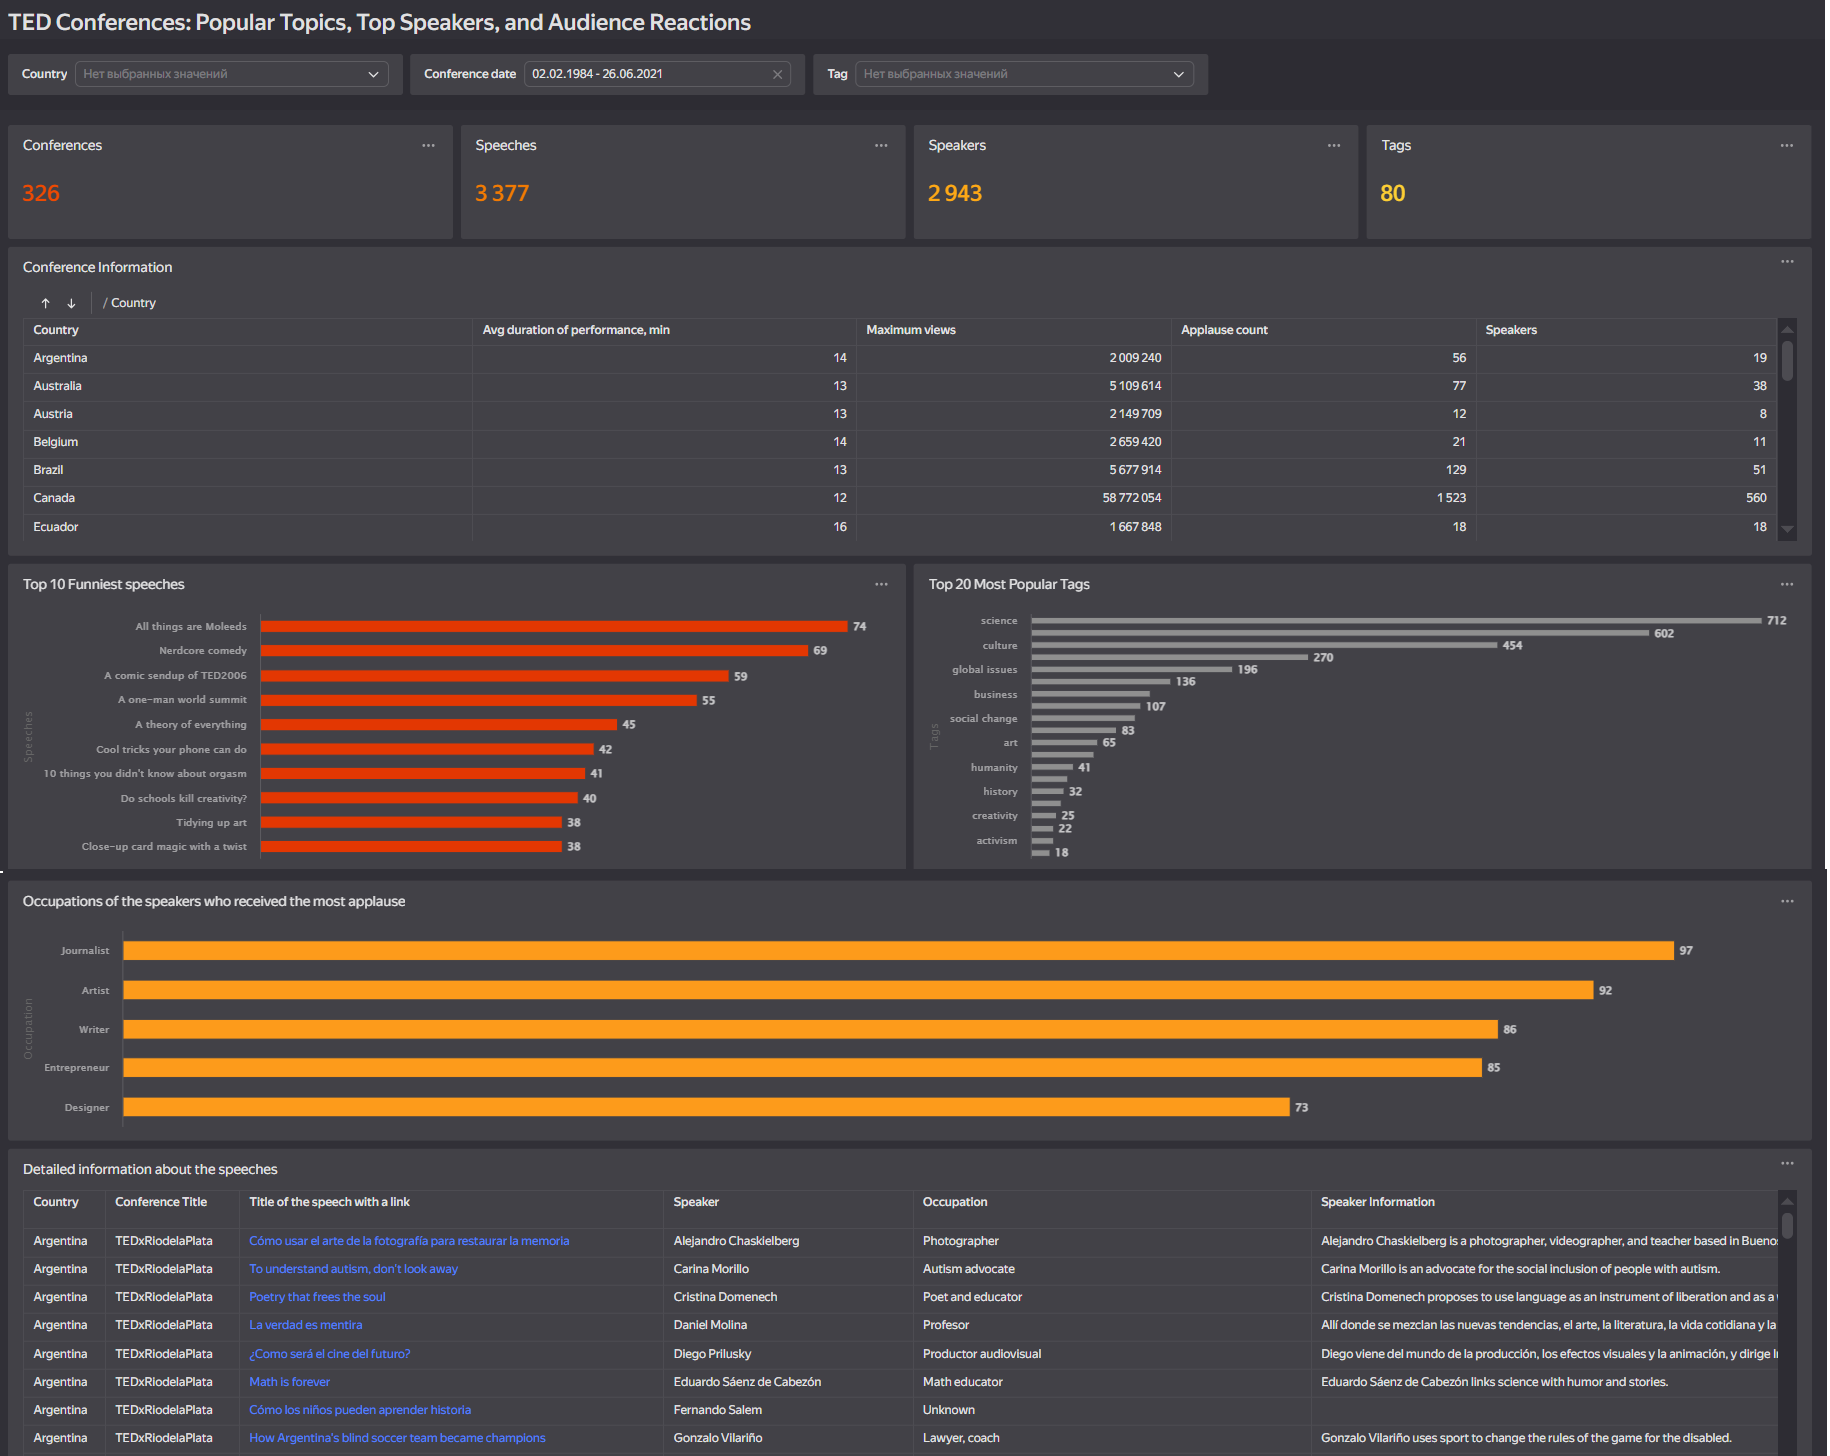 TED Conferences: Popular Topics, Top Speakers, and Audience Reactions
Country Нет выбранных значений Conference date 02.02.1984 - 26.06.2021 Tag Нет выбранных значений
Conferences
326
Speeches
3 377
Speakers
2 943
Tags
80
Conference Information
/ Country
Country Avg duration of performance, min Maximum views Applause count Speakers
Argentina 14 2 009 240 56 19
Australia 13 5 109 614 77 38
Austria 13 2 149 709 12 8
Belgium 14 2 659 420 21 11
Brazil 13 5 677 914 129 51
Canada 12 58 772 054 1 523 560
Ecuador 16 1 667 848 18 18
Top 10 Funniest speeches
Speeches
All things are Moleeds 74
Nerdcore comedy 69
A comic sendup of TED2006 59
A one-man world summit 55
A theory of everything 45
Cool tricks your phone can do 42
10 things you didn't know about orgasm 41
Do schools kill creativity? 40
Tidying up art 38
Close-up card magic with a twist 38
Top 20 Most Popular Tags
Tags
science 712
602
culture 454
270
global issues 196
136
business
107
social change
83
art 65
humanity 41
history 32
creativity 25
22
activism
18
Occupations of the speakers who received the most applause
Occupation
Journalist 97
Artist 92
Writer 86
Entrepreneur 85
Designer 73
Detailed information about the speeches
Country Conference Title Title of the speech with a link Speaker Occupation Speaker Information
Argentina TEDxRiodelaPlata Cómo usar el arte de la fotografía para restaurar la memoria Alejandro Chaskielberg Photographer Alejandro Chaskielberg is a photographer, videographer, and teacher based in Bueno
Argentina TEDxRiodelaPlata To understand autism, don't look away Carina Morillo Autism advocate Carina Morillo is an advocate for the social inclusion of people with autism.
Argentina TEDxRiodelaPlata Poetry that frees the soul Cristina Domenech Poet and educator Cristina Domenech proposes to use language as an instrument of liberation and as a
Argentina TEDxRiodelaPlata La verdad es mentira Daniel Molina Profesor Allí donde se mezclan las nuevas tendencias, el arte, la literatura, la vida cotidiana y la
Argentina TEDxRiodelaPlata ¿Como será el cine del futuro? Diego Prilusky Productor audiovisual Diego viene del mundo de la producción, los efectos visuales y la animación, y dirige
Argentina TEDxRiodelaPlata Math is forever Eduardo Sáenz de Cabezón Math educator Eduardo Sáenz de Cabezón links science with humor and stories.
Argentina TEDxRiodelaPlata Cómo los niños pueden aprender historia Fernando Salem Unknown
Argentina TEDxRiodelaPlata How Argentina's blind soccer team became champions Gonzalo Vilariño Lawyer, coach Gonzalo Vilariño uses sport to change the rules of the game for the disabled.